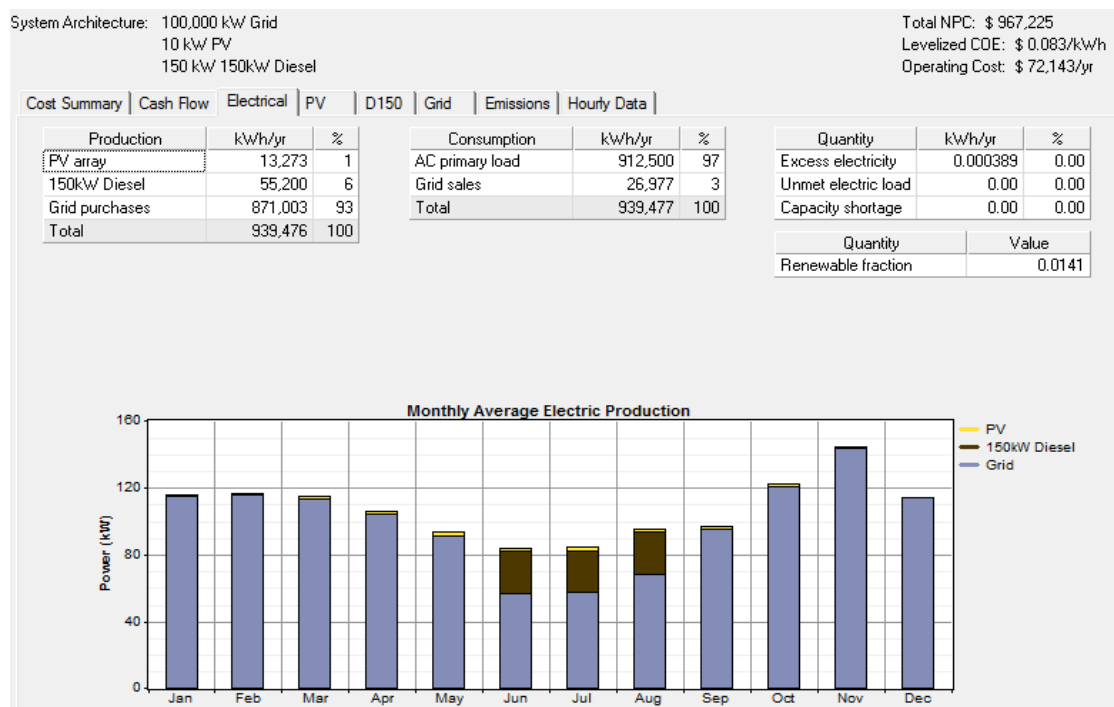 System Architecture: 100,000 kW Grid
10 kW PV
150 kW 150kW Diesel
Total NPC: $ 967,225
Levelized COE: $ 0.083/kWh
Operating Cost: $ 72,143/yr
Cost Summary Cash Flow Electrical PV D150 Grid Emissions Hourly Data
Production kWh/yr %
PV array 13,273 1
150kW Diesel 55,200 6
Grid purchases 871,003 93
Total 939,476 100
Consumption kWh/yr %
AC primary load 912,500 97
Grid sales 26,977 3
Total 939,477 100
Quantity kWh/yr %
Excess electricity 0.000389 0.00
Unmet electric load 0.00 0.00
Capacity shortage 0.00 0.00
Quantity Value
Renewable fraction 0.0141
Monthly Average Electric Production
PV
150kW Diesel
Grid
Power (kW)
160
120
80
40
0
Jan Feb Mar Apr May Jun Jul Aug Sep Oct Nov Dec